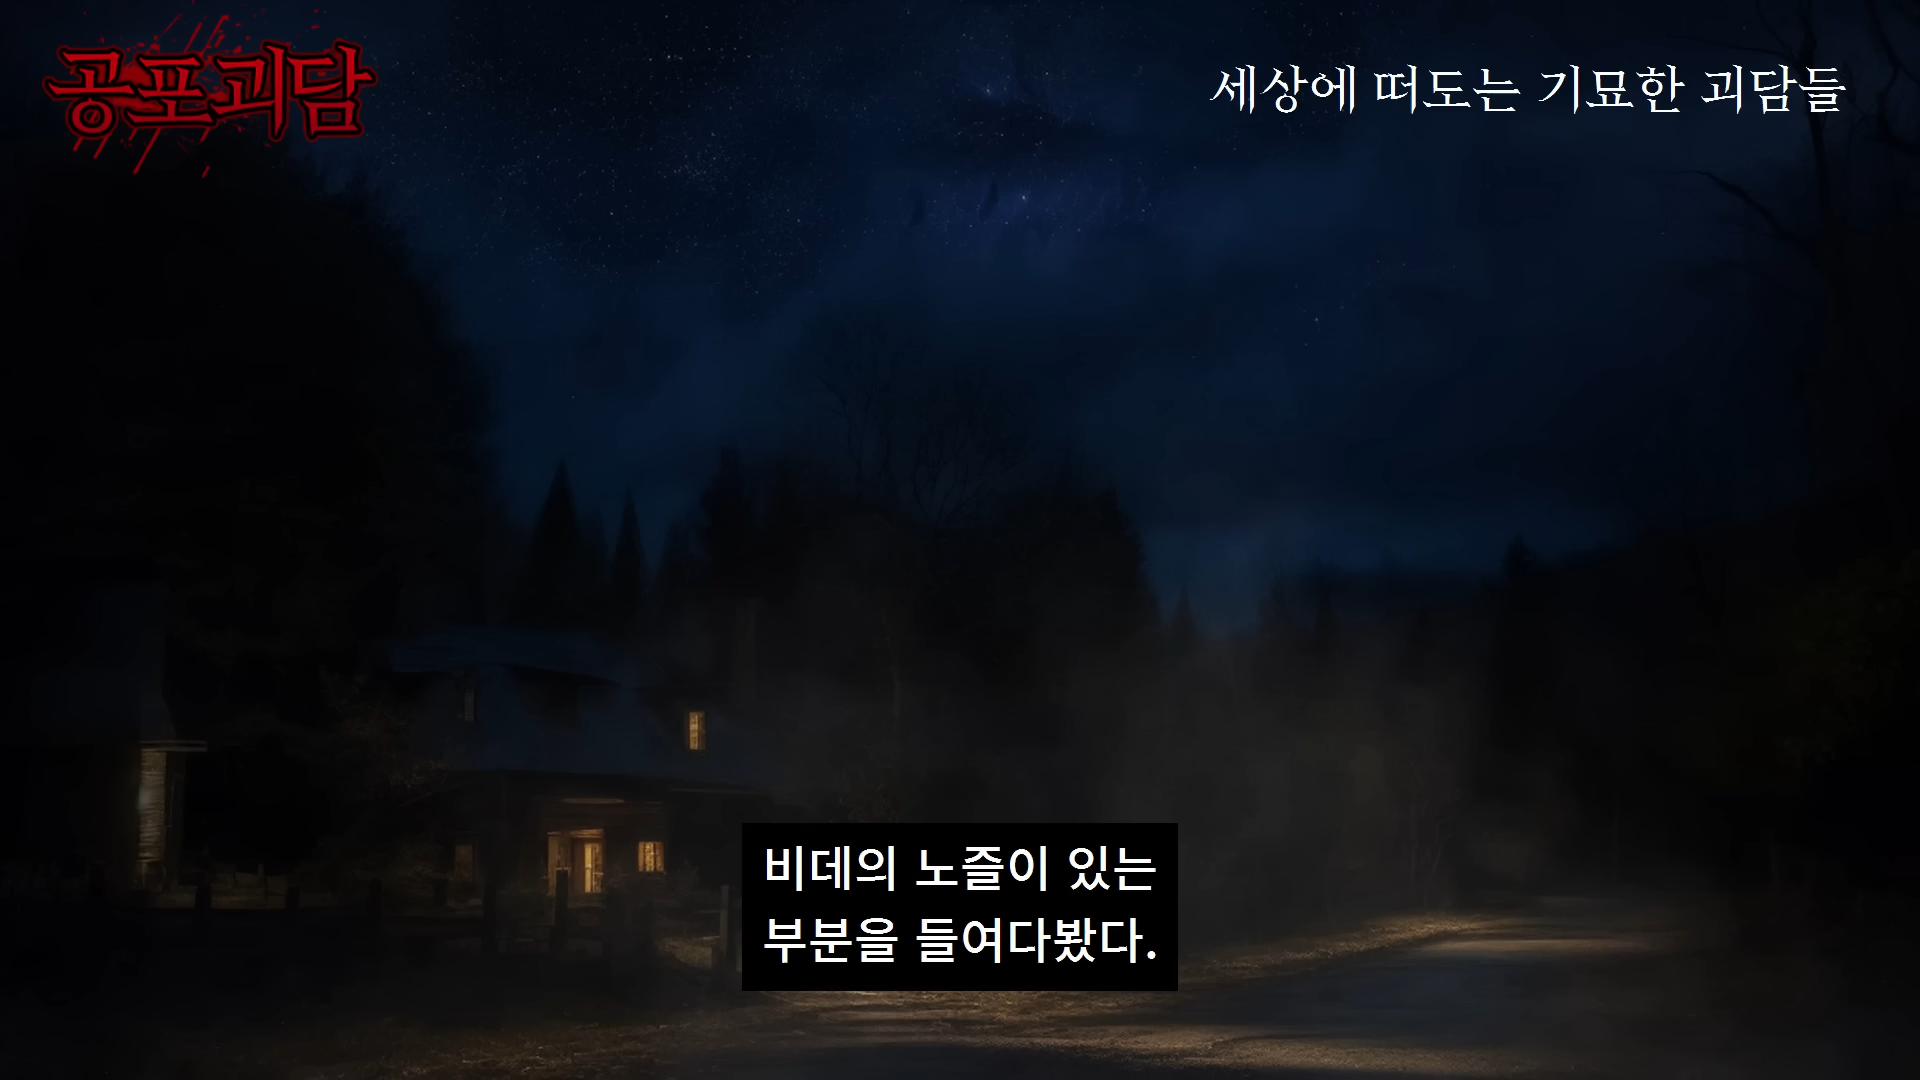 공포괴담
세상에 떠도는 기묘한 괴담들
비데의 노즐이 있는
부분을 들여다봤다.